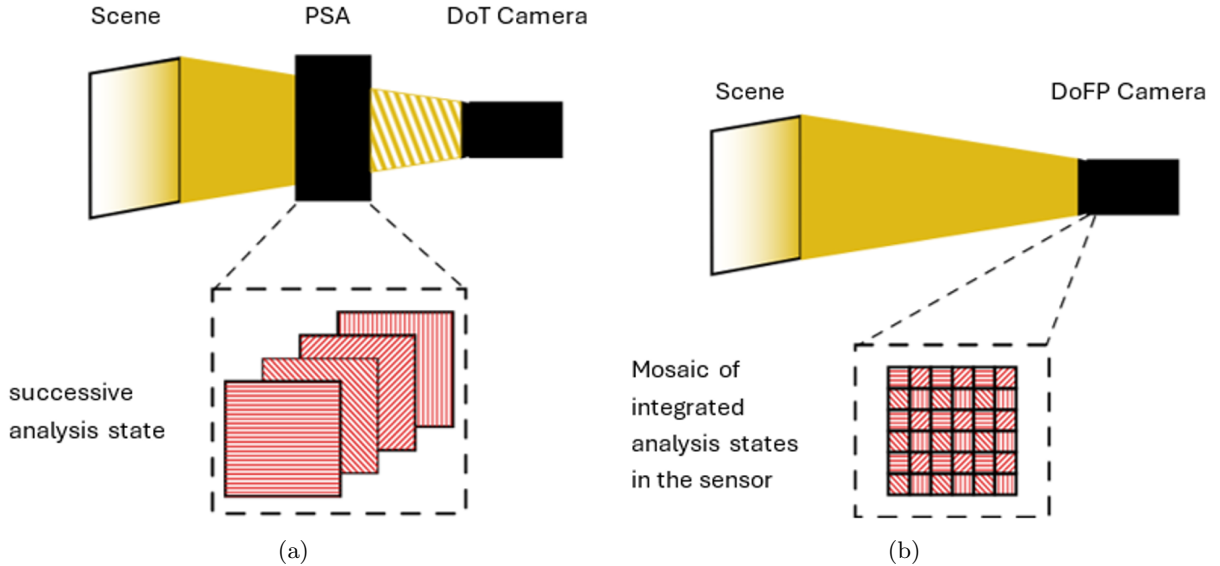 Scene PSA DoT Camera
successive
analysis state
(a)
Scene DoFP Camera
Mosaic of
integrated
analysis states
in the sensor
(b)